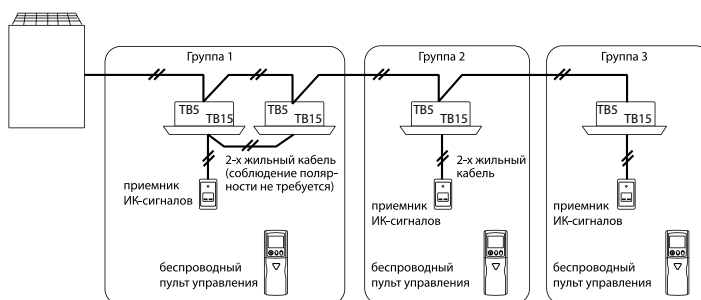 Группа 1
Группа 2
Группа 3
TB5
TB15
TB5
TB15
TB5
TB15
TB5
TB15
2-х жильный кабель
(соблюдение поляр-
ности не требуется)
2-х жильный
кабель
приемник
ИК-сигналов
приемник
ИК-сигналов
приемник
ИК-сигналов
беспроводный
пульт управления
беспроводный
пульт управления
беспроводный
пульт управления